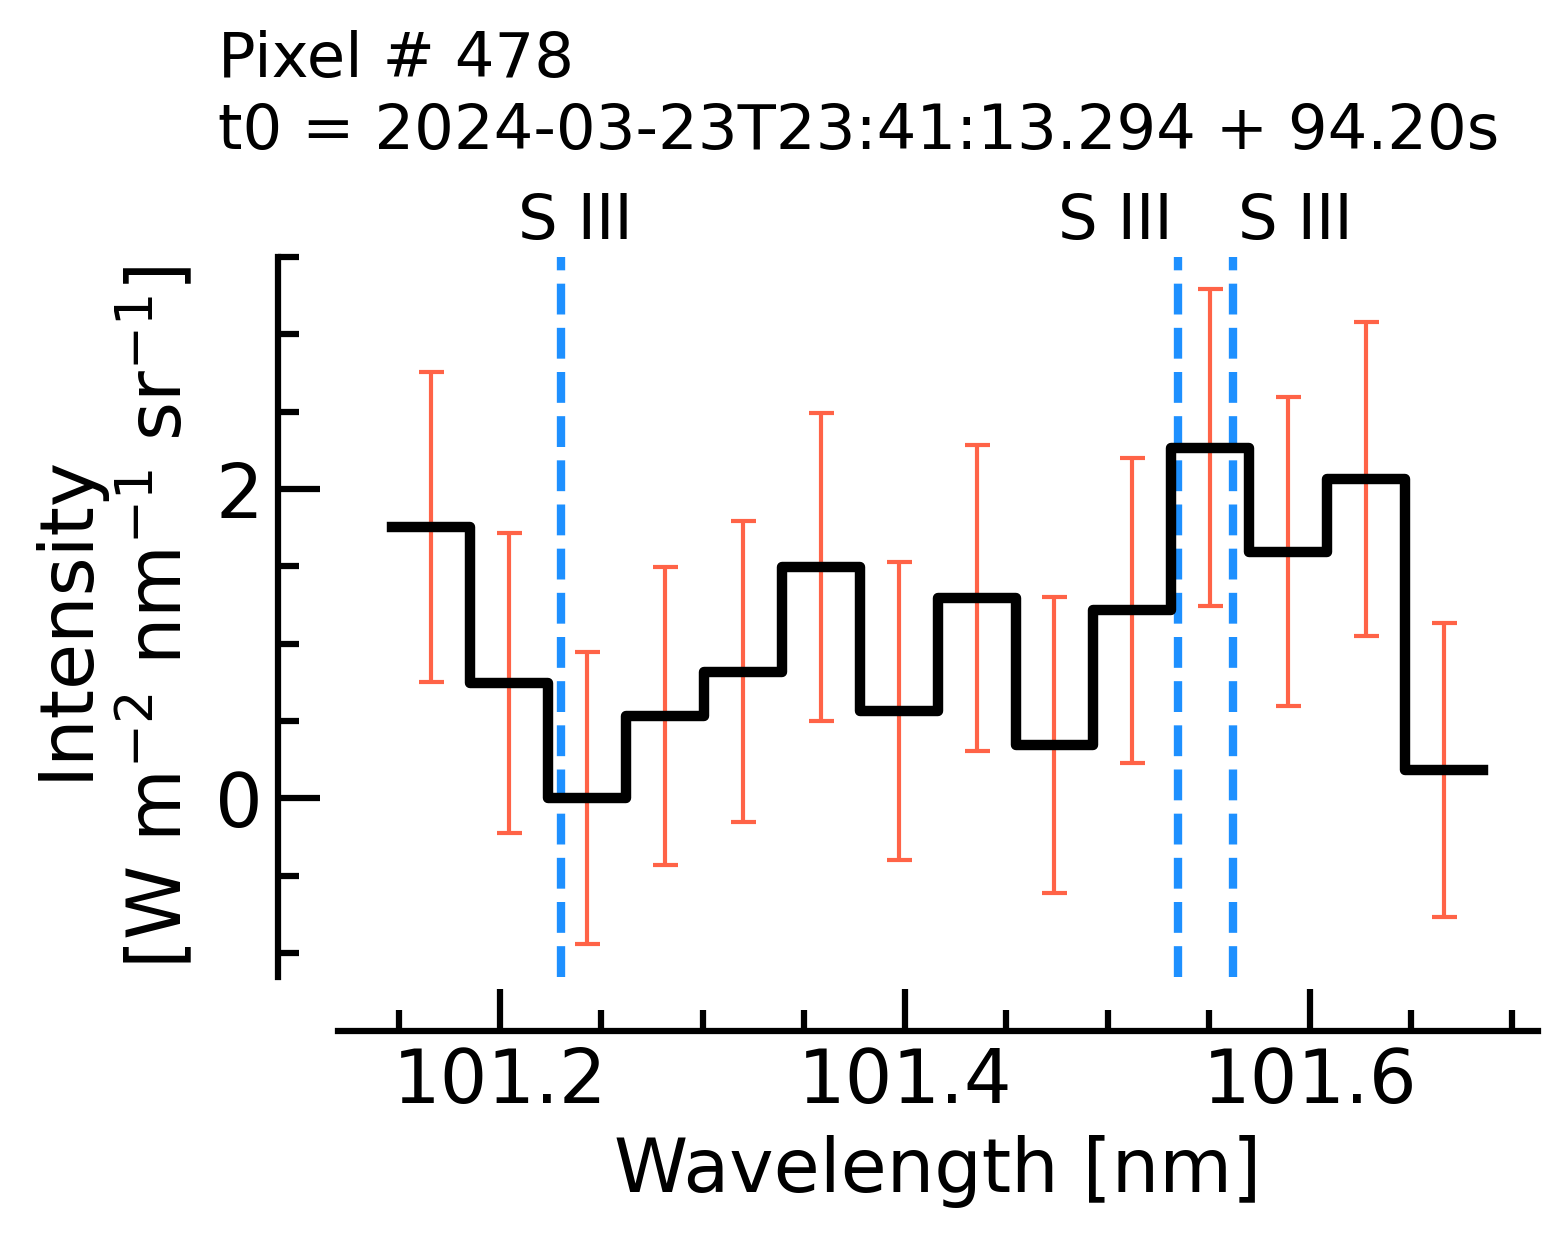 Pixel # 478
t0 = 2024-03-23T23:41:13.294 + 94.20s
S III S III S III
Intensity
[W m⁻² nm⁻¹ sr⁻¹]
2
0
101.2 101.4 101.6
Wavelength [nm]